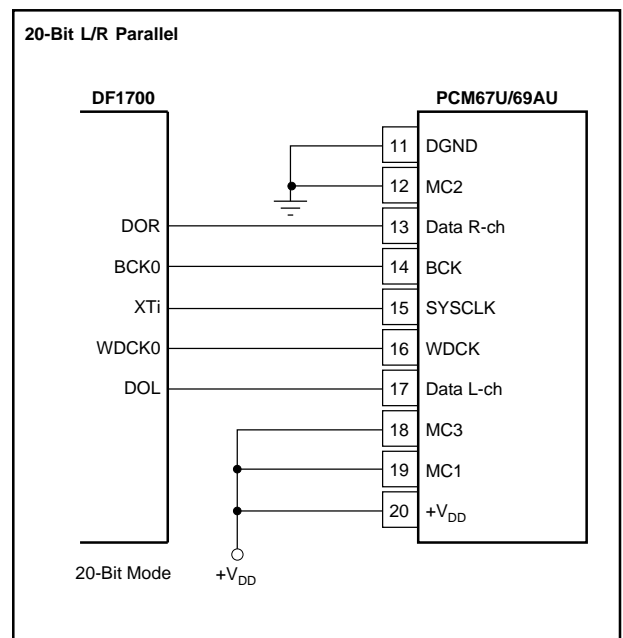 20-Bit L/R Parallel
DF1700 PCM67U/69AU
11 DGND
12 MC2
DOR 13 Data R-ch
BCK0 14 BCK
XTi 15 SYSCLK
WDCK0 16 WDCK
DOL 17 Data L-ch
18 MC3
19 MC1
20 +VDD
20-Bit Mode +VDD